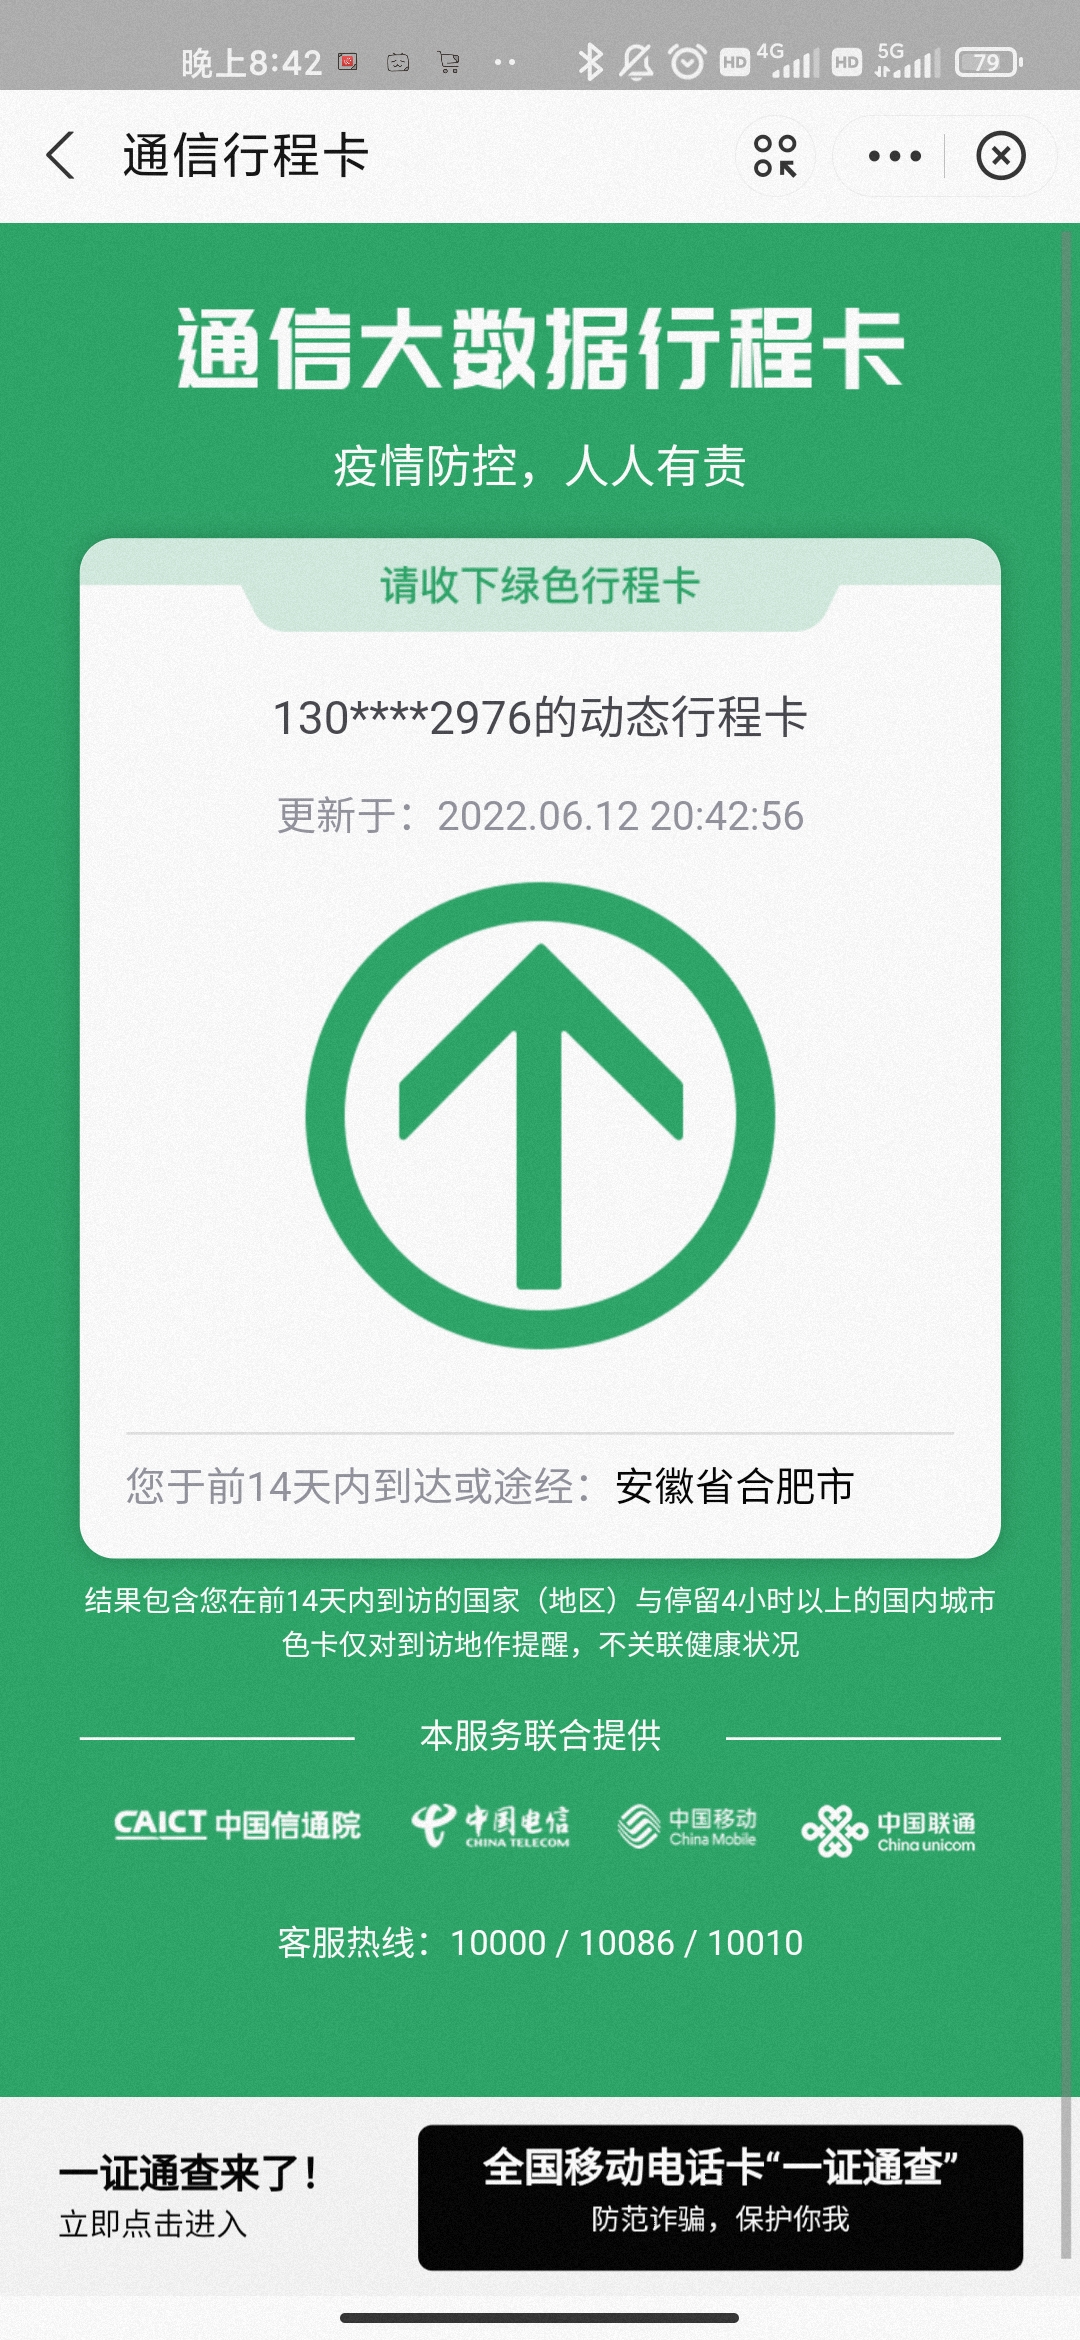 晚上8:42
HD 4G HD 5G 79
通信行程卡
通信大数据行程卡
疫情防控，人人有责
请收下绿色行程卡
130****2976的动态行程卡
更新于：2022.06.12 20:42:56
您于前14天内到达或途经：安徽省合肥市
结果包含您在前14天内到访的国家（地区）与停留4小时以上的国内城市
色卡仅对到访地作提醒，不关联健康状况
本服务联合提供
CAICT 中国信通院 中国电信 CHINA TELECOM 中国移动 China Mobile 中国联通 China unicom
客服热线：10000 / 10086 / 10010
一证通查来了！
立即点击进入
全国移动电话卡“一证通查”
防范诈骗，保护你我